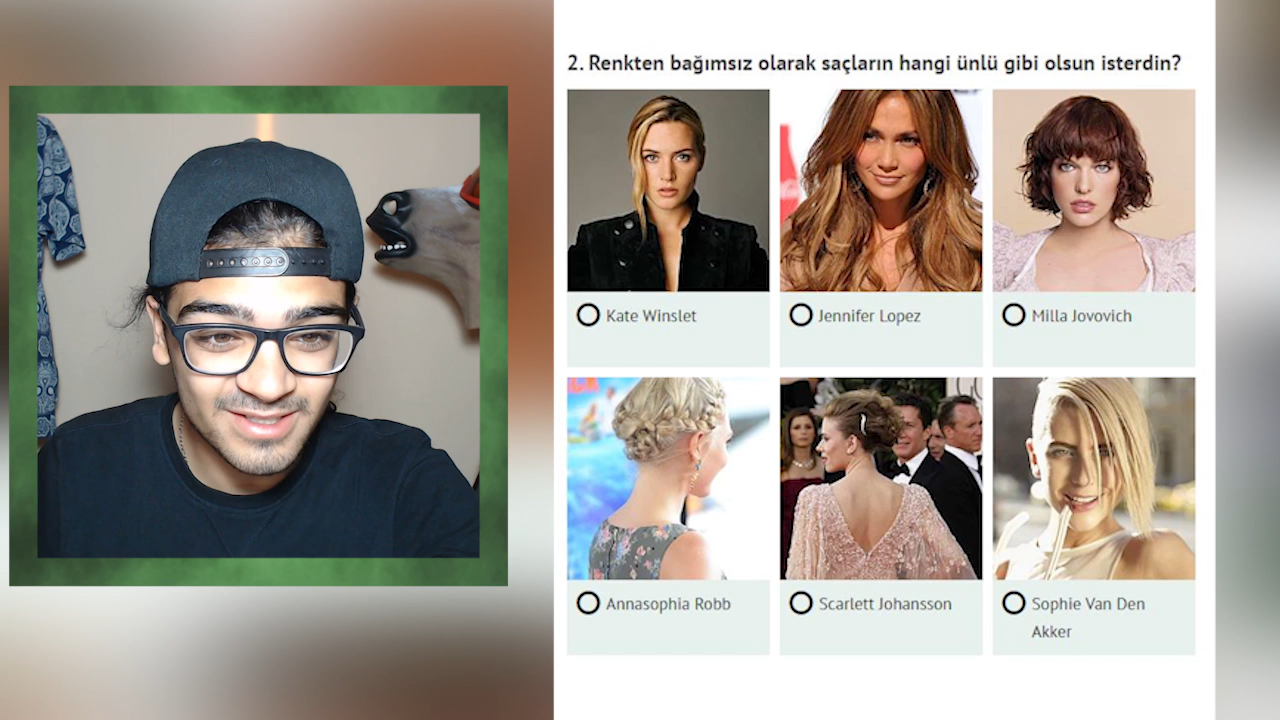 2. Renkten bağımsız olarak saçların hangi ünlü gibi olsun isterdin?
Kate Winslet
Jennifer Lopez
Milla Jovovich
Annasophia Robb
Scarlett Johansson
Sophie Van Den
Akker